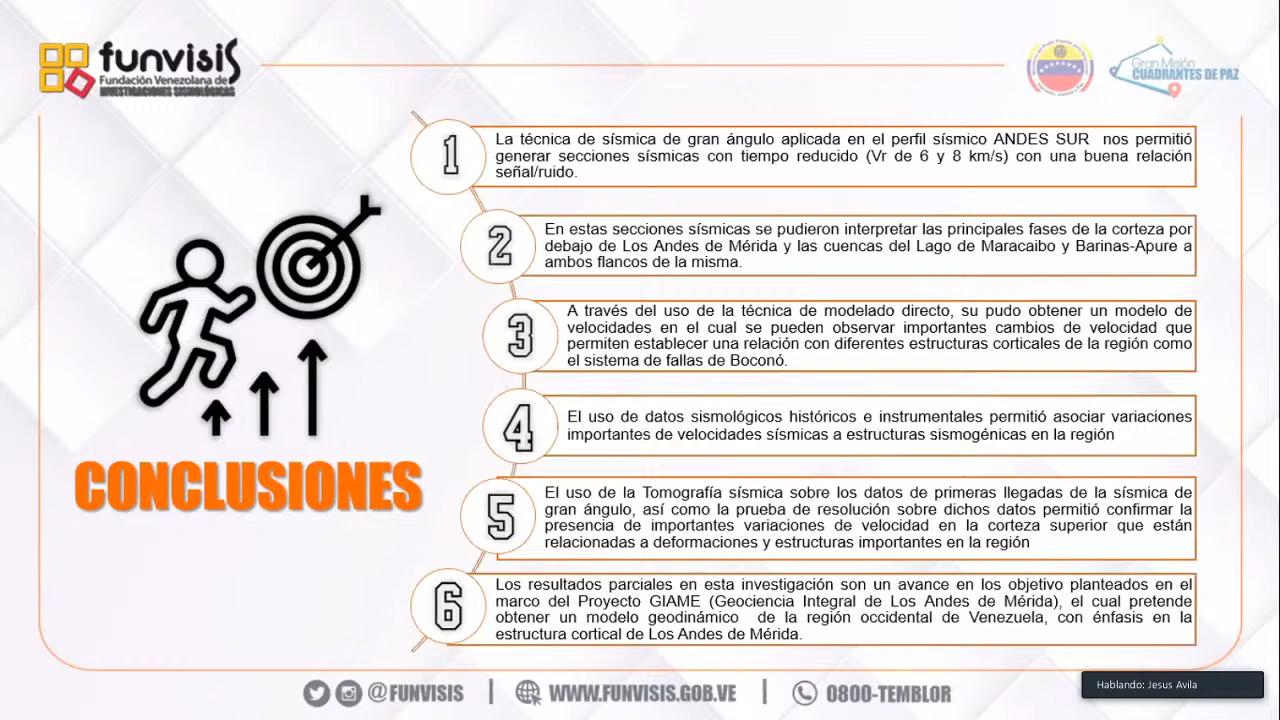 funvisis
Fundación Venezolana de
INVESTIGACIONES SISMOLÓGICAS
Gran Misión
CUADRANTES DE PAZ
1
La técnica de sísmica de gran ángulo aplicada en el perfil sísmico ANDES SUR nos permitió
generar secciones sísmicas con tiempo reducido (Vr de 6 y 8 km/s) con una buena relación
señal/ruido.
2
En estas secciones sísmicas se pudieron interpretar las principales fases de la corteza por
debajo de Los Andes de Mérida y las cuencas del Lago de Maracaibo y Barinas-Apure a
ambos flancos de la misma.
3
A través del uso de la técnica de modelado directo, su pudo obtener un modelo de
velocidades en el cual se pueden observar importantes cambios de velocidad que
permiten establecer una relación con diferentes estructuras corticales de la región como
el sistema de fallas de Boconó.
4
El uso de datos sismológicos históricos e instrumentales permitió asociar variaciones
importantes de velocidades sísmicas a estructuras sismogénicas en la región
CONCLUSIONES
5
El uso de la Tomografía sísmica sobre los datos de primeras llegadas de la sísmica de
gran ángulo, así como la prueba de resolución sobre dichos datos permitió confirmar la
presencia de importantes variaciones de velocidad en la corteza superior que están
relacionadas a deformaciones y estructuras importantes en la región
6
Los resultados parciales en esta investigación son un avance en los objetivo planteados en el
marco del Proyecto GIAME (Geociencia Integral de Los Andes de Mérida), el cual pretende
obtener un modelo geodinámico de la región occidental de Venezuela, con énfasis en la
estructura cortical de Los Andes de Mérida.
@FUNVISIS | WWW.FUNVISIS.GOB.VE | 0800-TEMBLOR
Hablando: Jesus Avila